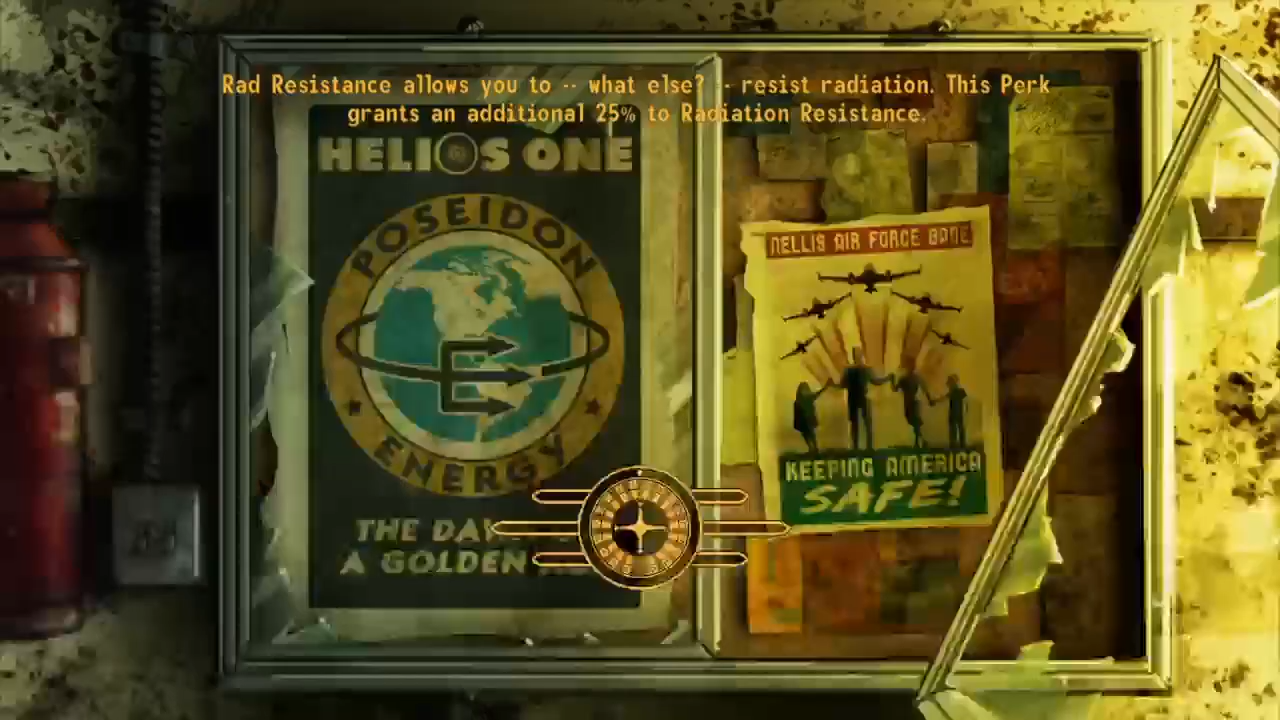 Rad Resistance allows you to -- what else? -- resist radiation. This Perk
grants an additional 25% to Radiation Resistance.
HELIOS ONE
POSEIDON
ENERGY
THE
A GOLDEN
NELLIS AIR FORCE BASE
KEEPING AMERICA
SAFE!